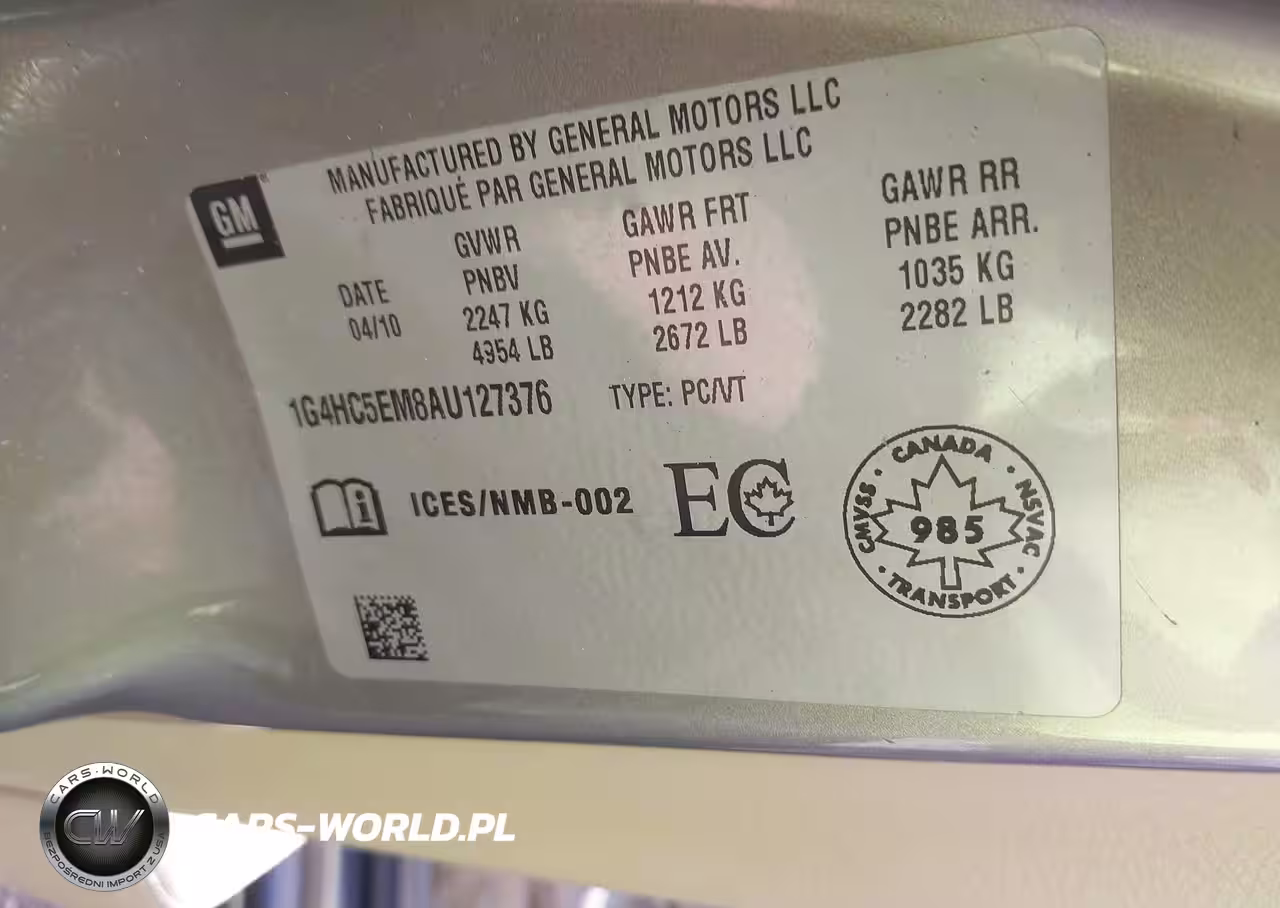 MANUFACTURED BY GENERAL MOTORS LLC
FABRIQUÉ PAR GENERAL MOTORS LLC
GM
DATE
04/10
GVWR
PNBV
2247 KG
4954 LB
GAWR FRT
PNBE AV.
1212 KG
2672 LB
GAWR RR
PNBE ARR.
1035 KG
2282 LB
1G4HC5EM8AU127376
TYPE: PC/VT
ICES/NMB-002
EC
CANADA
CMVSS
985
NSVAC
TRANSPORT
CARS·WORLD
CW
BEZPOŚREDNI IMPORT Z USA
CARS-WORLD.PL